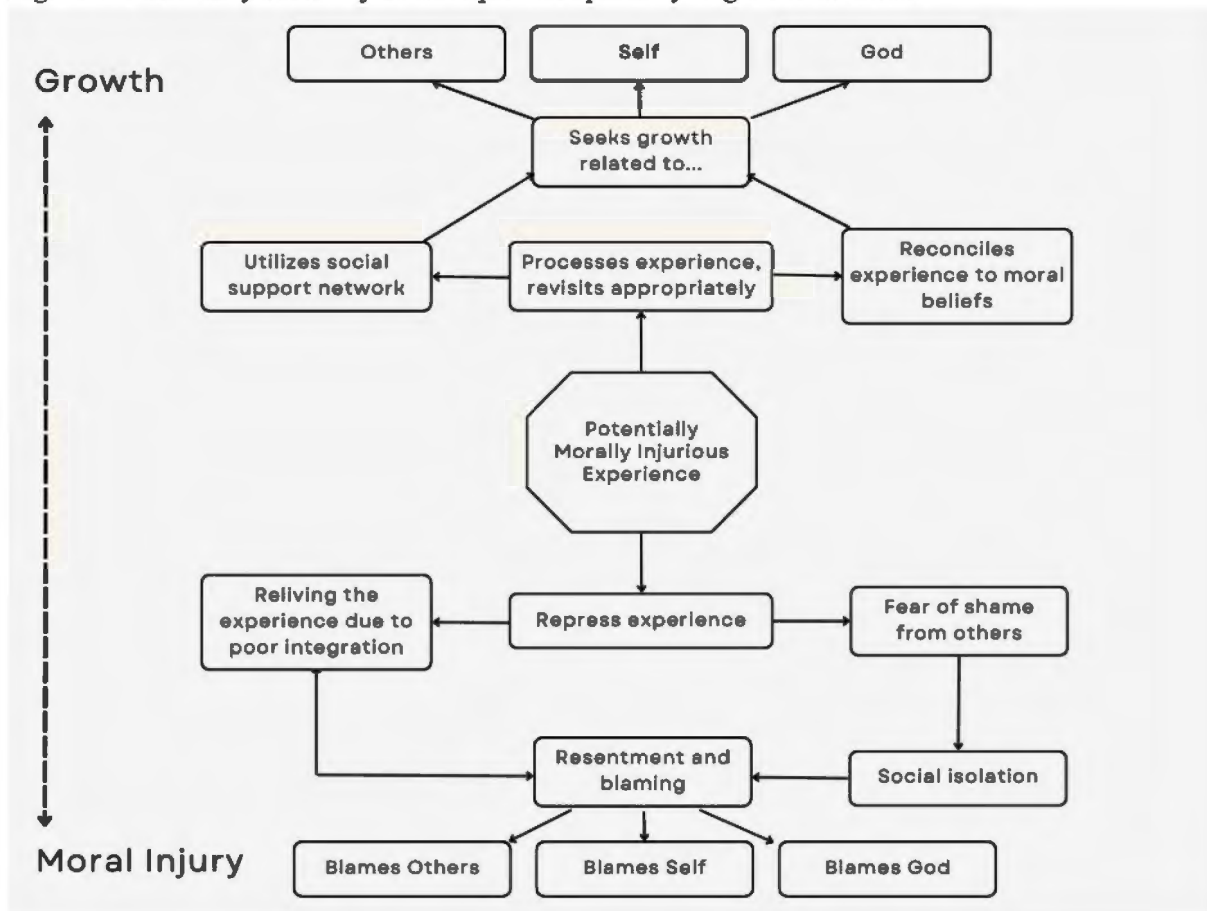 Others
Self
God
Growth
Seeks growth
related to...
Utilizes social
support network
Processes experience,
revisits appropriately
Reconciles
experience to moral
beliefs
Potentially
Morally Injurious
Experience
Reliving the
experience due to
poor integration
Repress experience
Fear of shame
from others
Resentment and
blaming
Social isolation
Moral Injury
Blames Others
Blames Self
Blames God